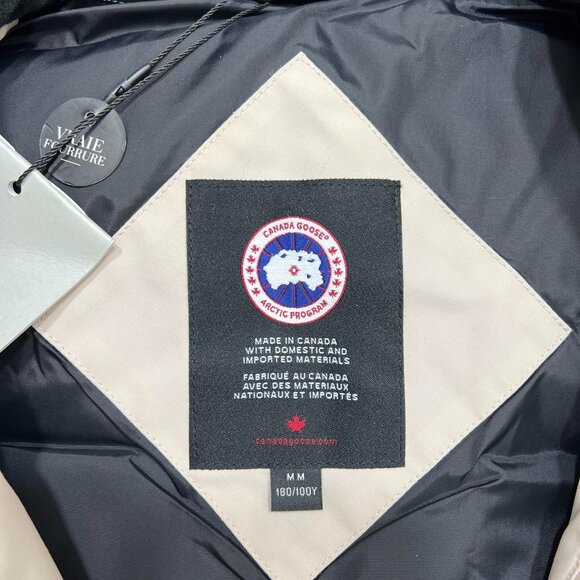 VRAIE
FOURRURE
CANADA GOOSE®
ARCTIC PROGRAM
MADE IN CANADA
WITH DOMESTIC AND
IMPORTED MATERIALS
FABRIQUÉ AU CANADA
AVEC DES MATERIAUX
NATIONAUX ET IMPORTÉS
canadagoose.com
M M
180/100Y